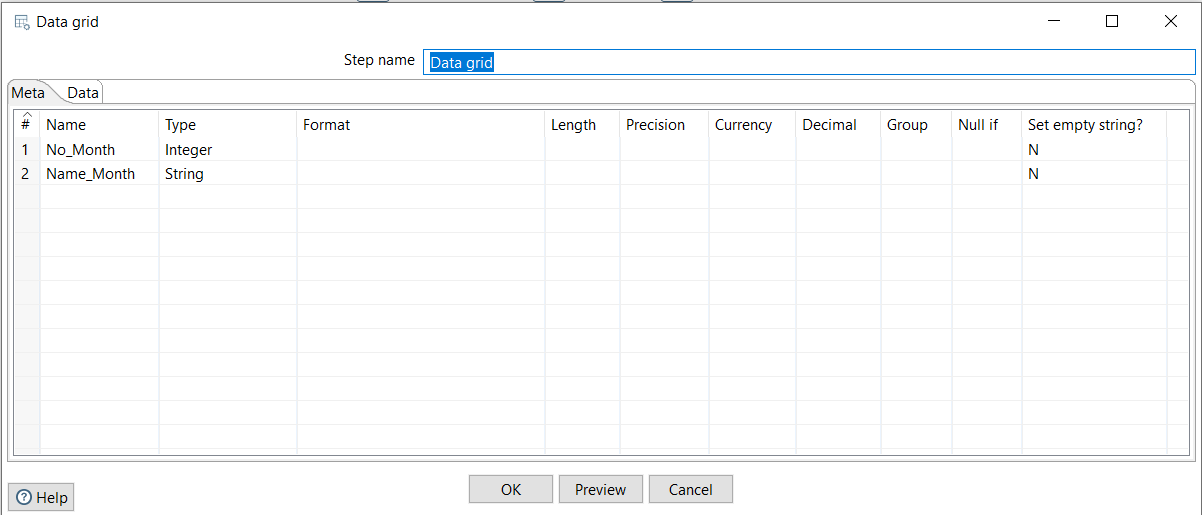 Data grid
Step name Data grid
Meta Data
# Name Type Format Length Precision Currency Decimal Group Null if Set empty string?
1 No_Month Integer N
2 Name_Month String N
OK Preview Cancel
Help